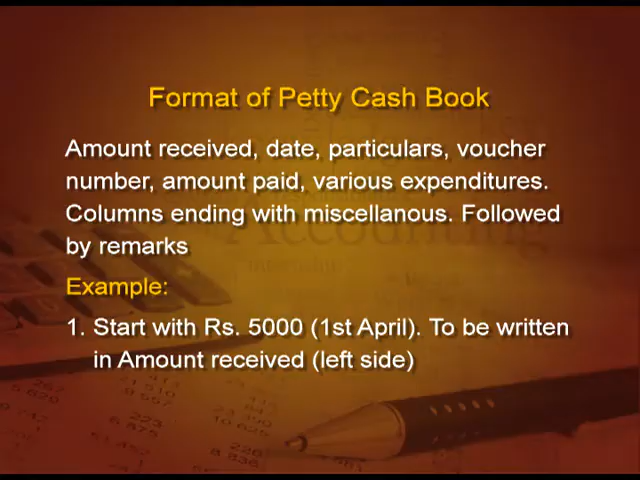 Format of Petty Cash Book
Amount received, date, particulars, voucher
number, amount paid, various expenditures.
Columns ending with miscellanous. Followed
by remarks
Example:
1. Start with Rs. 5000 (1st April). To be written
in Amount received (left side)
Accounting